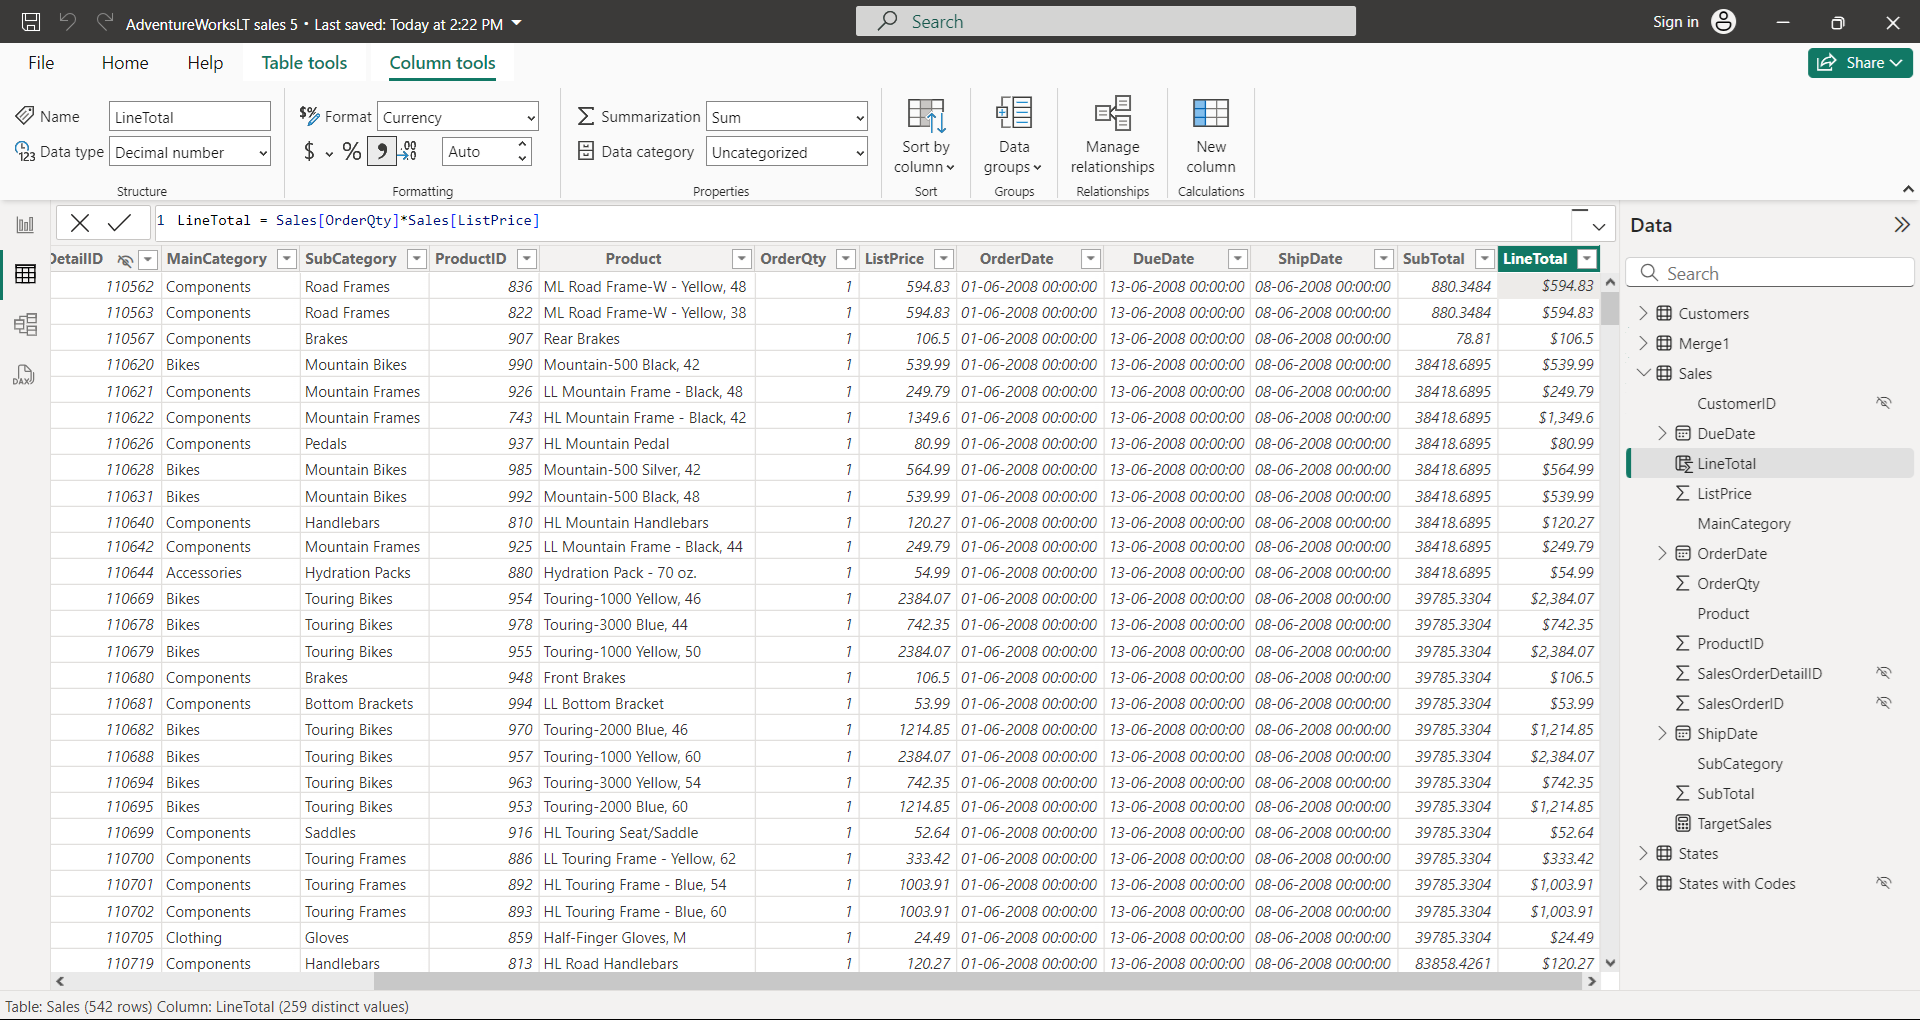 AdventureWorksLT sales 5 • Last saved: Today at 2:22 PM Search Sign in
File Home Help Table tools Column tools Share
Name LineTotal Format Currency Summarization Sum Sort by column Data groups Manage relationships New column
Data type Decimal number $ % , .00 Auto Data category Uncategorized
Structure Formatting Properties Sort Groups Relationships Calculations
1 LineTotal = Sales[OrderQty]*Sales[ListPrice]
DetailID MainCategory SubCategory ProductID Product OrderQty ListPrice OrderDate DueDate ShipDate SubTotal LineTotal
110562 Components Road Frames 836 ML Road Frame-W - Yellow, 48 1 594.83 01-06-2008 00:00:00 13-06-2008 00:00:00 08-06-2008 00:00:00 880.3484 $594.83
110563 Components Road Frames 822 ML Road Frame-W - Yellow, 38 1 594.83 01-06-2008 00:00:00 13-06-2008 00:00:00 08-06-2008 00:00:00 880.3484 $594.83
110567 Components Brakes 907 Rear Brakes 1 106.5 01-06-2008 00:00:00 13-06-2008 00:00:00 08-06-2008 00:00:00 78.81 $106.5
110620 Bikes Mountain Bikes 990 Mountain-500 Black, 42 1 539.99 01-06-2008 00:00:00 13-06-2008 00:00:00 08-06-2008 00:00:00 38418.6895 $539.99
110621 Components Mountain Frames 926 LL Mountain Frame - Black, 48 1 249.79 01-06-2008 00:00:00 13-06-2008 00:00:00 08-06-2008 00:00:00 38418.6895 $249.79
110622 Components Mountain Frames 743 HL Mountain Frame - Black, 42 1 1349.6 01-06-2008 00:00:00 13-06-2008 00:00:00 08-06-2008 00:00:00 38418.6895 $1,349.6
110626 Components Pedals 937 HL Mountain Pedal 1 80.99 01-06-2008 00:00:00 13-06-2008 00:00:00 08-06-2008 00:00:00 38418.6895 $80.99
110628 Bikes Mountain Bikes 985 Mountain-500 Silver, 42 1 564.99 01-06-2008 00:00:00 13-06-2008 00:00:00 08-06-2008 00:00:00 38418.6895 $564.99
110631 Bikes Mountain Bikes 992 Mountain-500 Black, 48 1 539.99 01-06-2008 00:00:00 13-06-2008 00:00:00 08-06-2008 00:00:00 38418.6895 $539.99
110640 Components Handlebars 810 HL Mountain Handlebars 1 120.27 01-06-2008 00:00:00 13-06-2008 00:00:00 08-06-2008 00:00:00 38418.6895 $120.27
110642 Components Mountain Frames 925 LL Mountain Frame - Black, 44 1 249.79 01-06-2008 00:00:00 13-06-2008 00:00:00 08-06-2008 00:00:00 38418.6895 $249.79
110644 Accessories Hydration Packs 880 Hydration Pack - 70 oz. 1 54.99 01-06-2008 00:00:00 13-06-2008 00:00:00 08-06-2008 00:00:00 38418.6895 $54.99
110669 Bikes Touring Bikes 954 Touring-1000 Yellow, 46 1 2384.07 01-06-2008 00:00:00 13-06-2008 00:00:00 08-06-2008 00:00:00 39785.3304 $2,384.07
110678 Bikes Touring Bikes 978 Touring-3000 Blue, 44 1 742.35 01-06-2008 00:00:00 13-06-2008 00:00:00 08-06-2008 00:00:00 39785.3304 $742.35
110679 Bikes Touring Bikes 955 Touring-1000 Yellow, 50 1 2384.07 01-06-2008 00:00:00 13-06-2008 00:00:00 08-06-2008 00:00:00 39785.3304 $2,384.07
110680 Components Brakes 948 Front Brakes 1 106.5 01-06-2008 00:00:00 13-06-2008 00:00:00 08-06-2008 00:00:00 39785.3304 $106.5
110681 Components Bottom Brackets 994 LL Bottom Bracket 1 53.99 01-06-2008 00:00:00 13-06-2008 00:00:00 08-06-2008 00:00:00 39785.3304 $53.99
110682 Bikes Touring Bikes 970 Touring-2000 Blue, 46 1 1214.85 01-06-2008 00:00:00 13-06-2008 00:00:00 08-06-2008 00:00:00 39785.3304 $1,214.85
110688 Bikes Touring Bikes 957 Touring-1000 Yellow, 60 1 2384.07 01-06-2008 00:00:00 13-06-2008 00:00:00 08-06-2008 00:00:00 39785.3304 $2,384.07
110694 Bikes Touring Bikes 963 Touring-3000 Yellow, 54 1 742.35 01-06-2008 00:00:00 13-06-2008 00:00:00 08-06-2008 00:00:00 39785.3304 $742.35
110695 Bikes Touring Bikes 953 Touring-2000 Blue, 60 1 1214.85 01-06-2008 00:00:00 13-06-2008 00:00:00 08-06-2008 00:00:00 39785.3304 $1,214.85
110699 Components Saddles 916 HL Touring Seat/Saddle 1 52.64 01-06-2008 00:00:00 13-06-2008 00:00:00 08-06-2008 00:00:00 39785.3304 $52.64
110700 Components Touring Frames 886 LL Touring Frame - Yellow, 62 1 333.42 01-06-2008 00:00:00 13-06-2008 00:00:00 08-06-2008 00:00:00 39785.3304 $333.42
110701 Components Touring Frames 892 HL Touring Frame - Blue, 54 1 1003.91 01-06-2008 00:00:00 13-06-2008 00:00:00 08-06-2008 00:00:00 39785.3304 $1,003.91
110702 Components Touring Frames 893 HL Touring Frame - Blue, 60 1 1003.91 01-06-2008 00:00:00 13-06-2008 00:00:00 08-06-2008 00:00:00 39785.3304 $1,003.91
110705 Clothing Gloves 859 Half-Finger Gloves, M 1 24.49 01-06-2008 00:00:00 13-06-2008 00:00:00 08-06-2008 00:00:00 39785.3304 $24.49
110719 Components Handlebars 813 HL Road Handlebars 1 120.27 01-06-2008 00:00:00 13-06-2008 00:00:00 08-06-2008 00:00:00 83858.4261 $120.27
Data
Search
Customers
Merge1
Sales
CustomerID
DueDate
LineTotal
ListPrice
MainCategory
OrderDate
OrderQty
Product
ProductID
SalesOrderDetailID
SalesOrderID
ShipDate
SubCategory
SubTotal
TargetSales
States
States with Codes
DAX
Table: Sales (542 rows) Column: LineTotal (259 distinct values)